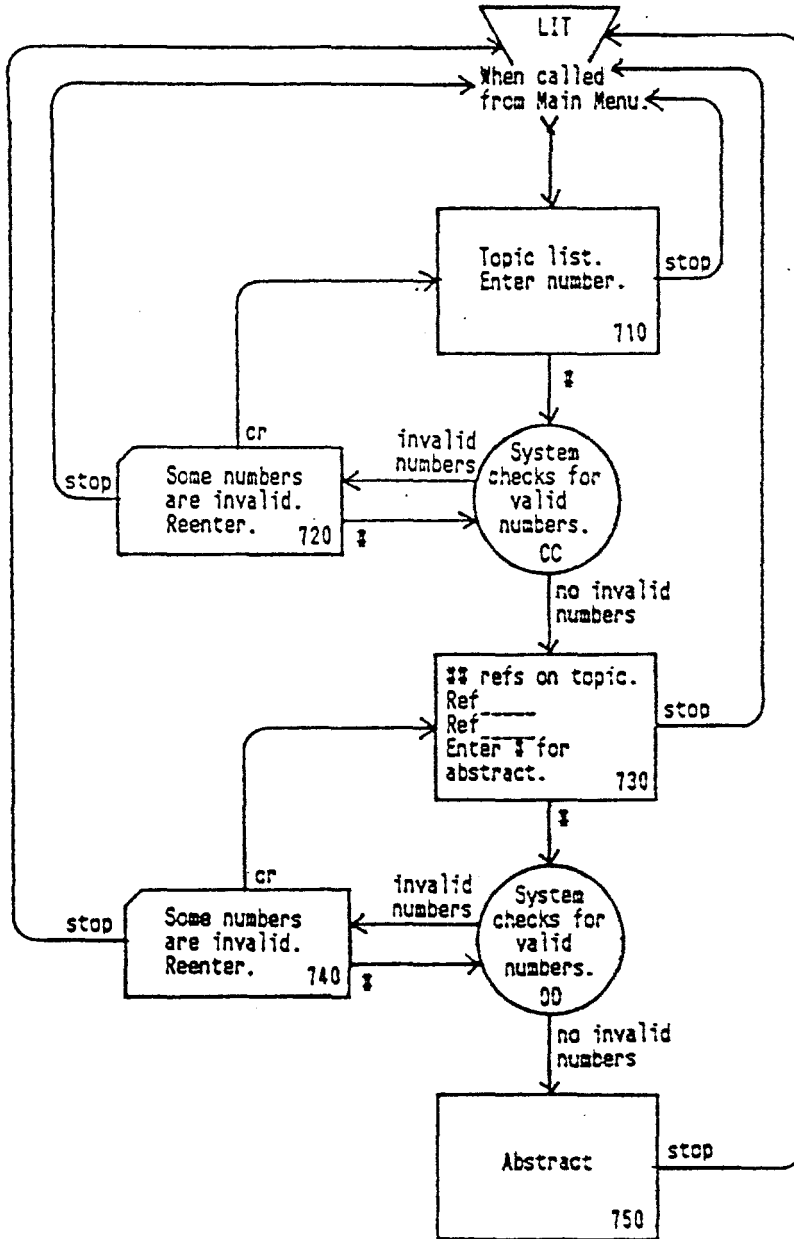 LIT
When called
from Main Menu.
Topic list.
Enter number.
710
stop
#
cr
invalid
numbers
System
checks for
valid
numbers.
CC
stop
Some numbers
are invalid.
Reenter.
720
#
no invalid
numbers
## refs on topic.
Ref_____
Ref_____
Enter # for
abstract.
730
stop
#
cr
invalid
numbers
System
checks for
valid
numbers.
DD
stop
Some numbers
are invalid.
Reenter.
740
#
no invalid
numbers
Abstract
750
stop